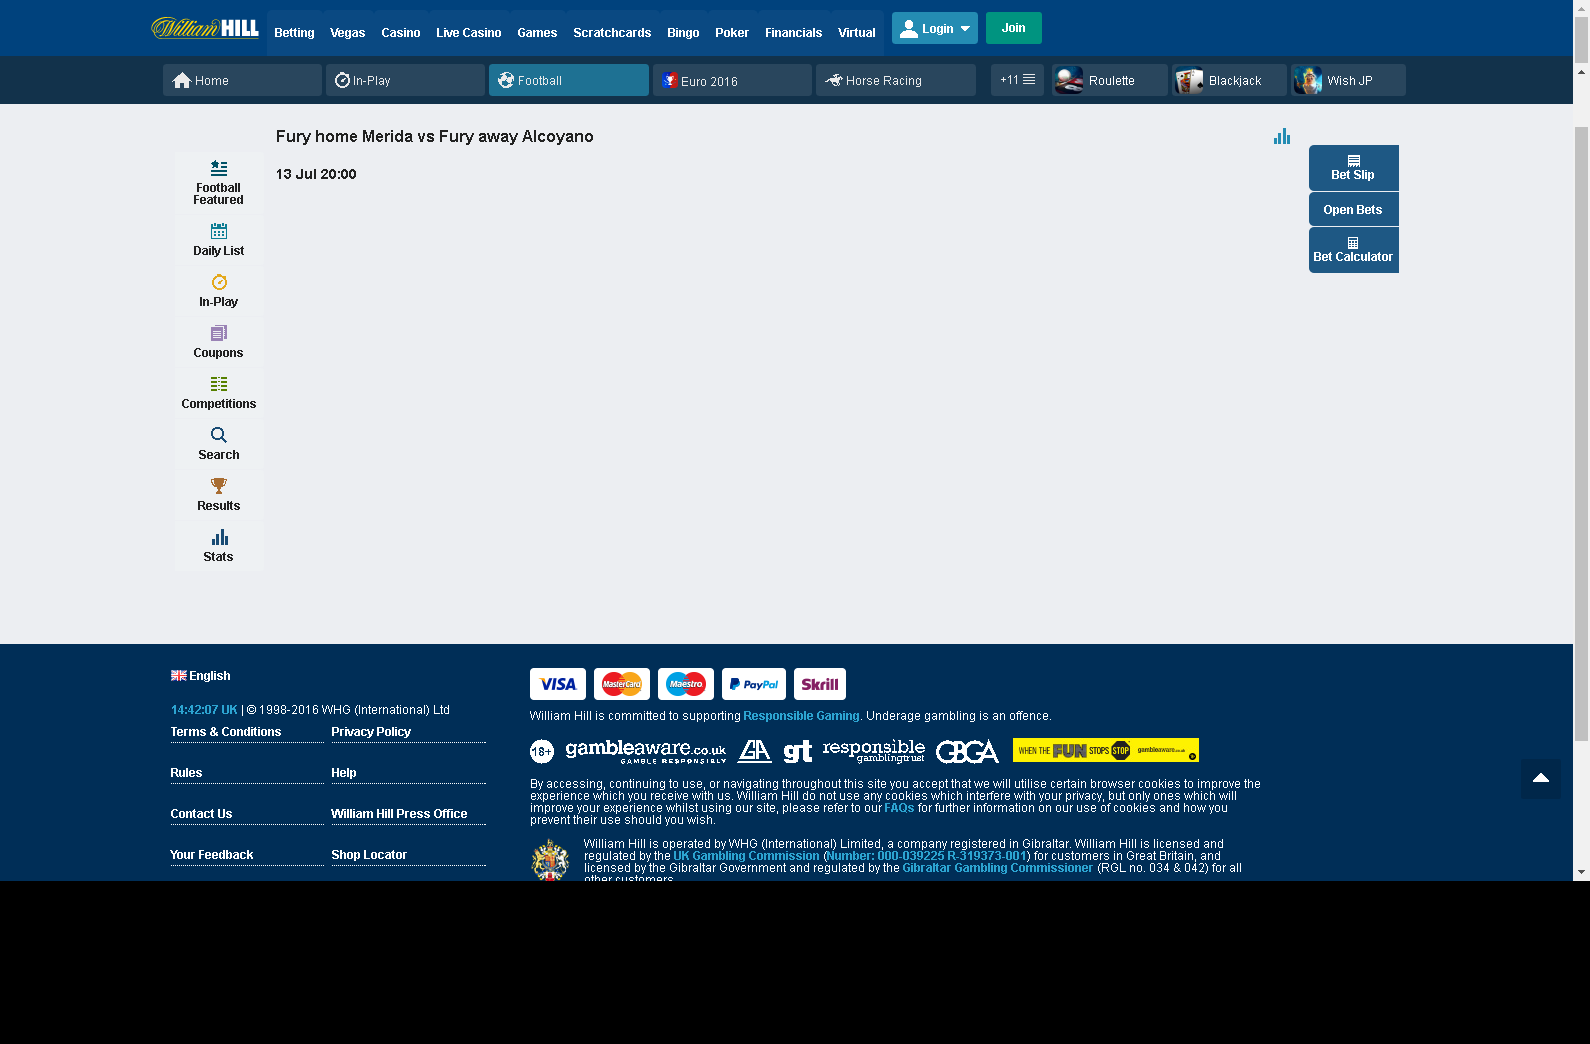 William HILL
Betting Vegas Casino Live Casino Games Scratchcards Bingo Poker Financials Virtual Login Join
Home In-Play Football Euro 2016 Horse Racing +11 Roulette Blackjack Wish JP
Fury home Merida vs Fury away Alcoyano
13 Jul 20:00
Football
Featured
Daily List
In-Play
Coupons
Competitions
Search
Results
Stats
Bet Slip
Open Bets
Bet Calculator
English
14:42:07 UK | © 1998-2016 WHG (International) Ltd
Terms & Conditions Privacy Policy
Rules Help
Contact Us William Hill Press Office
Your Feedback Shop Locator
VISA MasterCard Maestro PayPal Skrill
William Hill is committed to supporting Responsible Gaming. Underage gambling is an offence.
18+ gambleaware.co.uk GAMBLE RESPONSIBLY GA gt responsible gamblingtrust GBGA WHEN THE FUN STOPS STOP gambleaware.co.uk
By accessing, continuing to use, or navigating throughout this site you accept that we will utilise certain browser cookies to improve the
experience which you receive with us. William Hill do not use any cookies which interfere with your privacy, but only ones which will
improve your experience whilst using our site, please refer to our FAQs for further information on our use of cookies and how you
prevent their use should you wish.
William Hill is operated by WHG (International) Limited, a company registered in Gibraltar. William Hill is licensed and
regulated by the UK Gambling Commission (Number: 000-039225 R-319373-001) for customers in Great Britain, and
licensed by the Gibraltar Government and regulated by the Gibraltar Gambling Commissioner (RGL no. 034 & 042) for all
other customers.